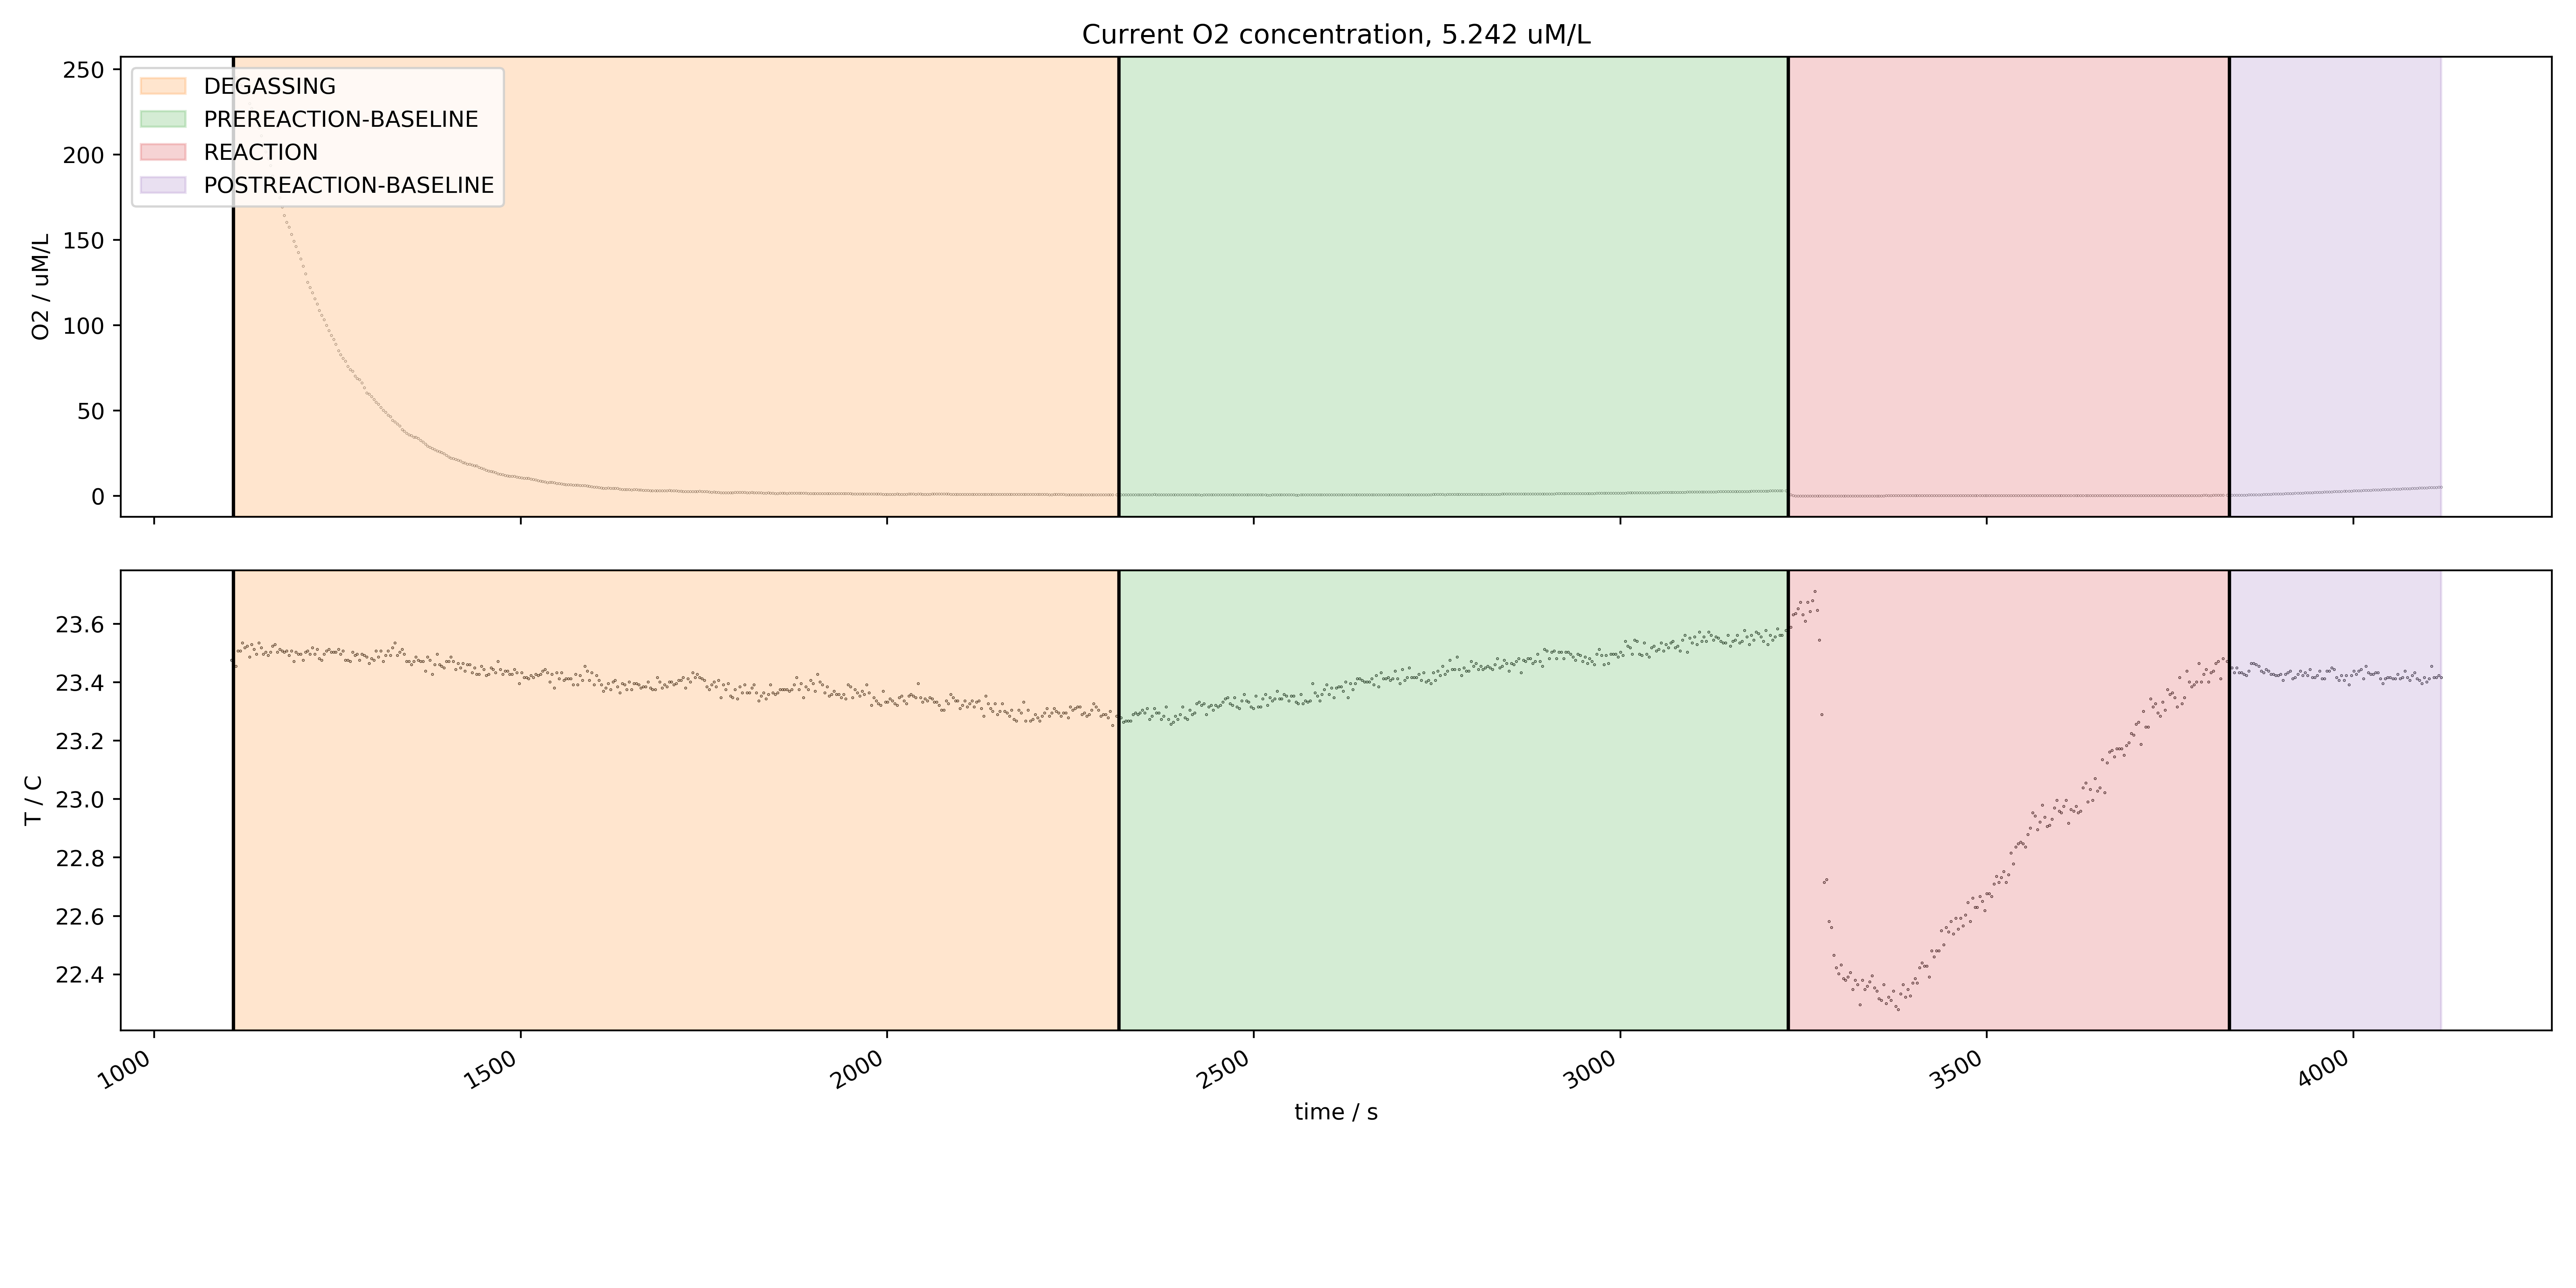 Current O2 concentration, 5.242 uM/L
250
200
150
100
50
0
O2 / uM/L
DEGASSING
PREREACTION-BASELINE
REACTION
POSTREACTION-BASELINE
23.6
23.4
23.2
23.0
22.8
22.6
22.4
T / C
1000
1500
2000
2500
3000
3500
4000
time / s